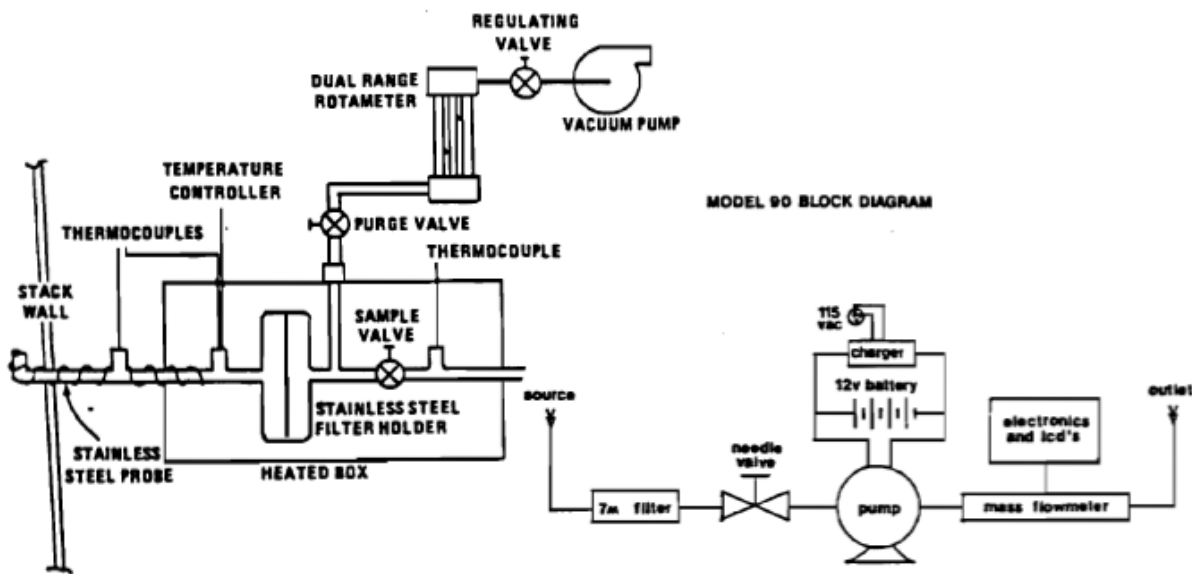 REGULATING
VALVE
DUAL RANGE
ROTAMETER
VACUUM PUMP
TEMPERATURE
CONTROLLER
PURGE VALVE
THERMOCOUPLES
THERMOCOUPLE
STACK
WALL
SAMPLE
VALVE
STAINLESS STEEL
FILTER HOLDER
STAINLESS
STEEL PROBE
HEATED BOX
MODEL 90 BLOCK DIAGRAM
115
vac
charger
12v battery
source
outlet
electronics
and lcd's
needle
valve
7м filter
pump
mass flowmeter